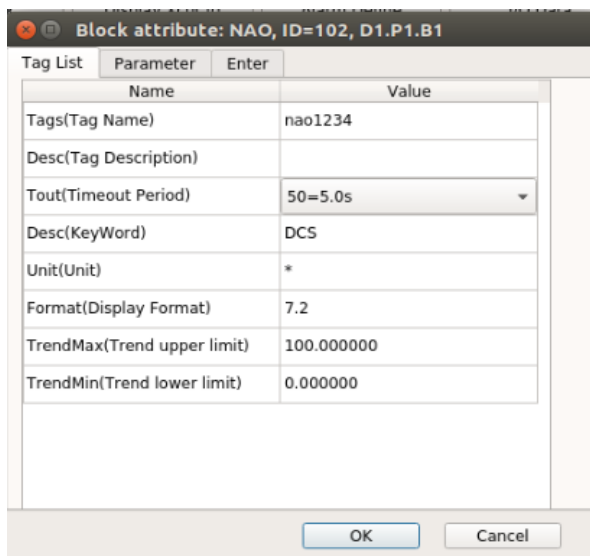 Block attribute: NAO, ID=102, D1.P1.B1
Tag List Parameter Enter
Name Value
Tags(Tag Name) nao1234
Desc(Tag Description)
Tout(Timeout Period) 50=5.0s
Desc(KeyWord) DCS
Unit(Unit) *
Format(Display Format) 7.2
TrendMax(Trend upper limit) 100.000000
TrendMin(Trend lower limit) 0.000000
OK Cancel